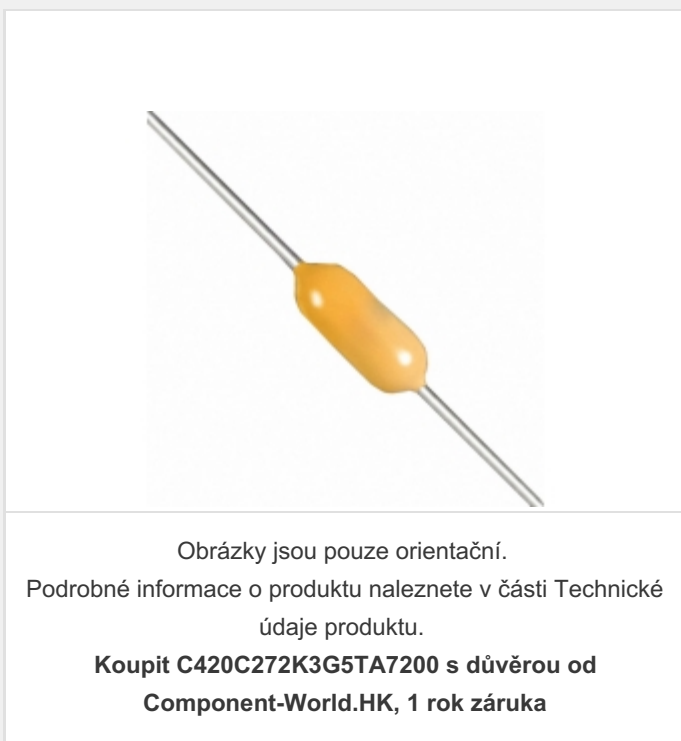 Obrázky jsou pouze orientační.
Podrobné informace o produktu naleznete v části Technické
údaje produktu.
Koupit C420C272K3G5TA7200 s důvěrou od
Component-World.HK, 1 rok záruka